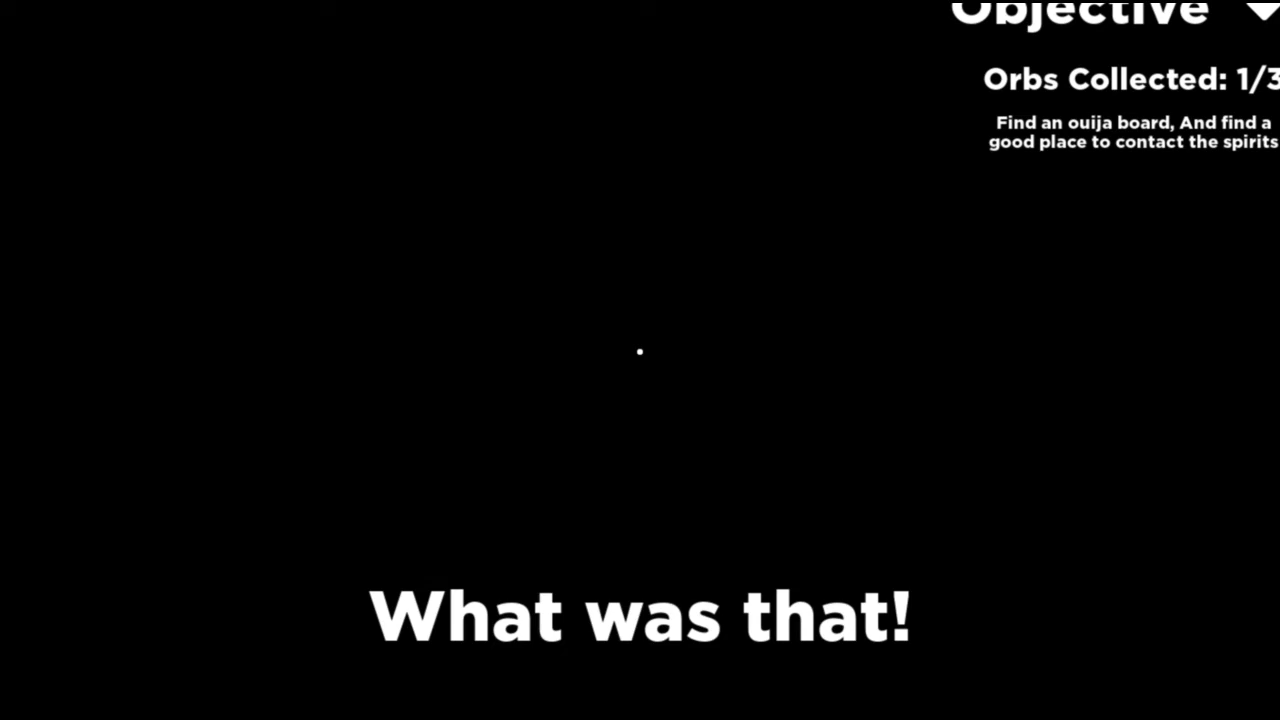 Objective
Orbs Collected: 1/3
Find an ouija board, And find a
good place to contact the spirits
What was that!